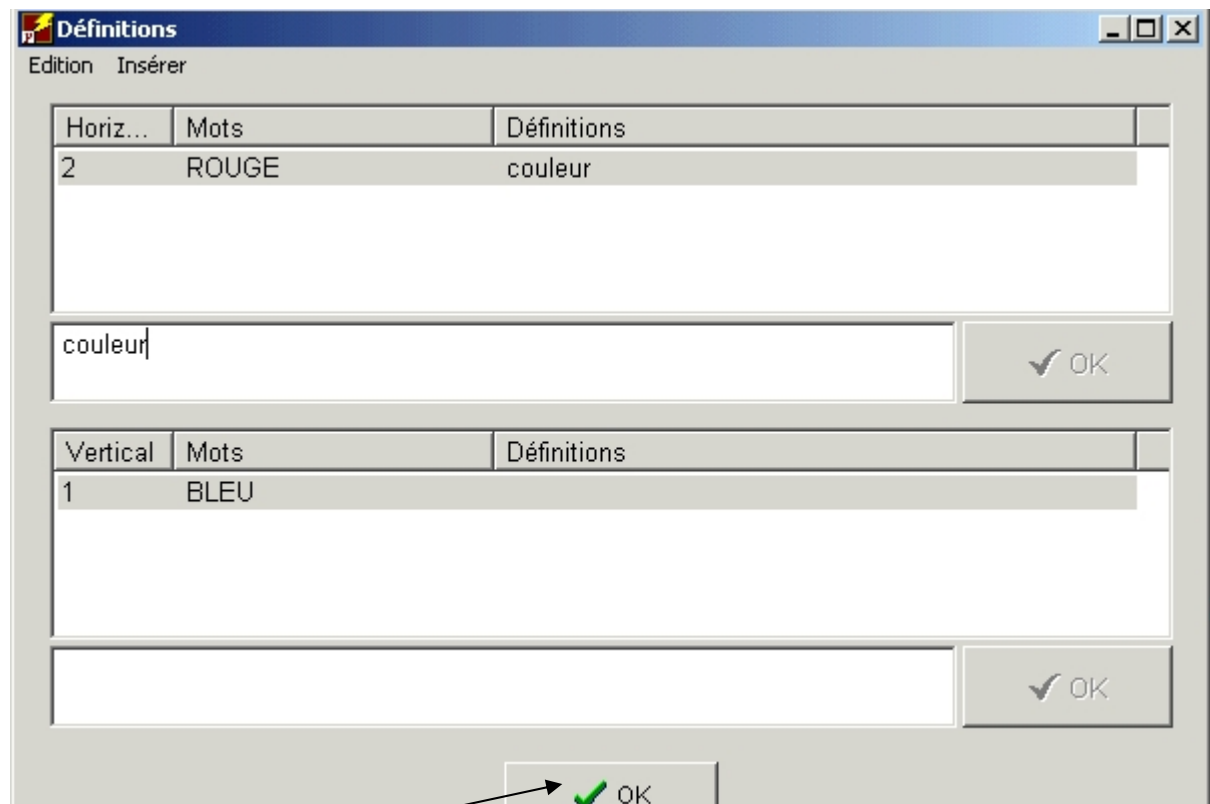 Définitions
Edition Insérer
Horiz... Mots Définitions
2 ROUGE couleur
couleur
OK
Vertical Mots Définitions
1 BLEU
OK
OK